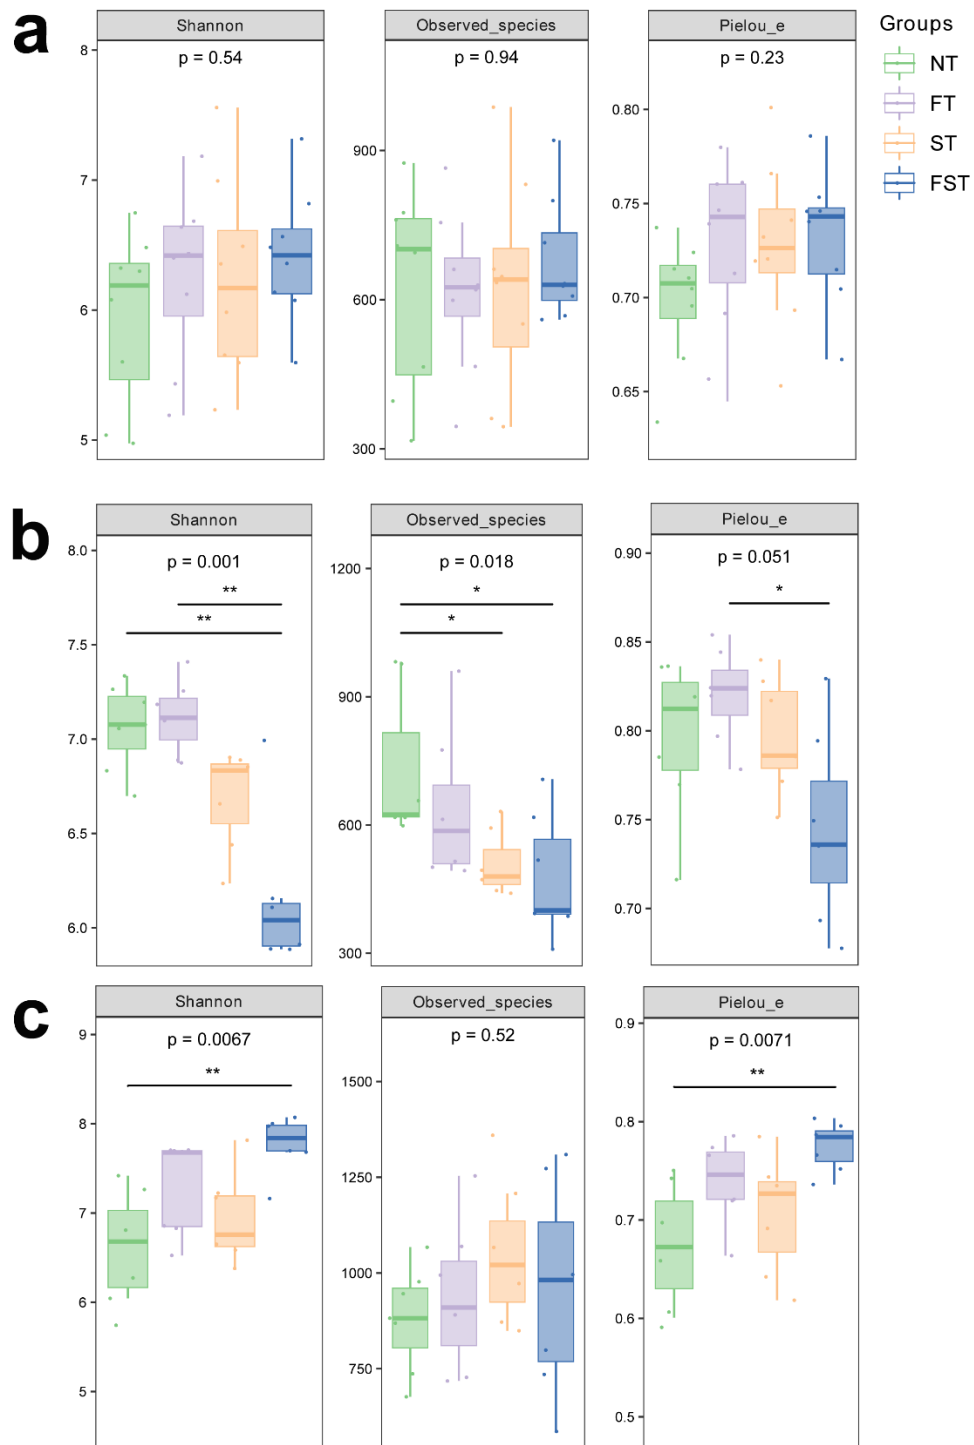 a
Shannon
Observed_species
Pielou_e
Groups
NT
FT
ST
FST
p = 0.54
p = 0.94
p = 0.23
8
7
6
5
900
600
300
0.80
0.75
0.70
0.65
b
Shannon
Observed_species
Pielou_e
p = 0.001
p = 0.018
p = 0.051
**
**
*
*
*
8.0
7.5
7.0
6.5
6.0
1200
900
600
300
0.90
0.85
0.80
0.75
0.70
c
Shannon
Observed_species
Pielou_e
p = 0.0067
p = 0.52
p = 0.0071
**
**
9
8
7
6
5
1500
1250
1000
750
0.9
0.8
0.7
0.6
0.5